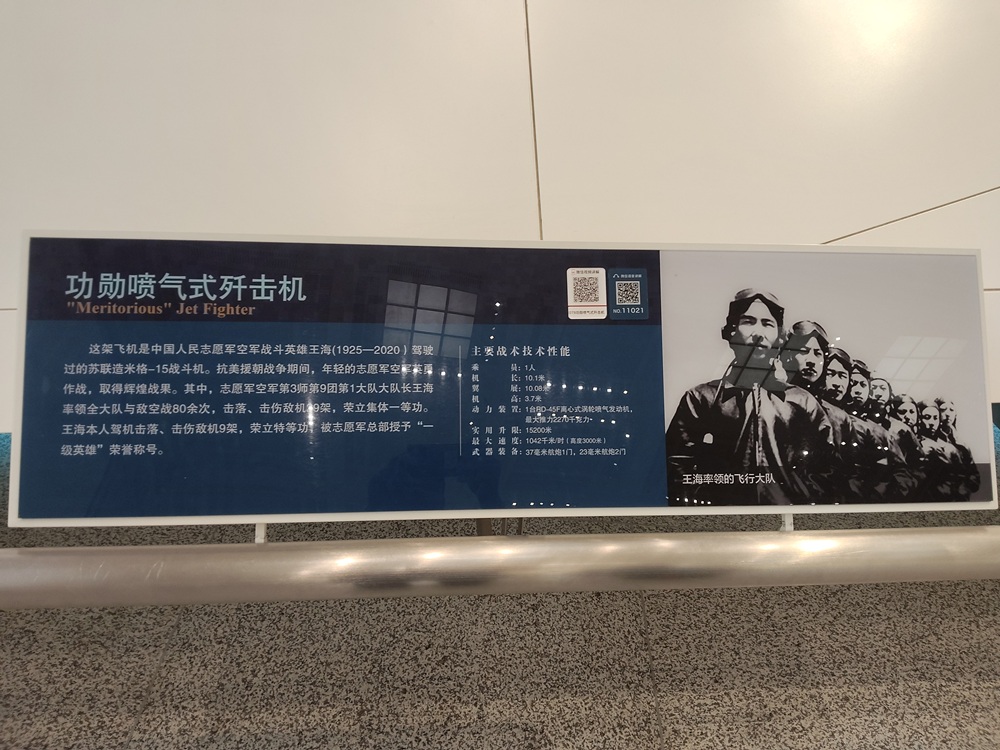 功勋喷气式歼击机
"Meritorious" Jet Fighter
NO.11021
这架飞机是中国人民志愿军空军战斗英雄王海(1925—2020）驾驶
过的苏联造米格-15战斗机。抗美援朝战争期间，年轻的志愿军空军英勇
作战，取得辉煌战果。其中，志愿军空军第3师第9团第1大队大队长王海
率领全大队与敌空战80余次，击落、击伤敌机29架，荣立集体一等功。
王海本人驾机击落、击伤敌机9架，荣立特等功，被志愿军总部授予“一
级英雄”荣誉称号。
主要战术技术性能
乘员：1人
机长：10.1米
翼展：10.08米
机高：3.7米
动力装置：1台RD-45F离心式涡轮喷气发动机，
最大推力2270千克力
实用升限：15200米
最大速度：1042千米/时（高度3000米）
武器装备：37毫米航炮1门，23毫米航炮2门
王海率领的飞行大队